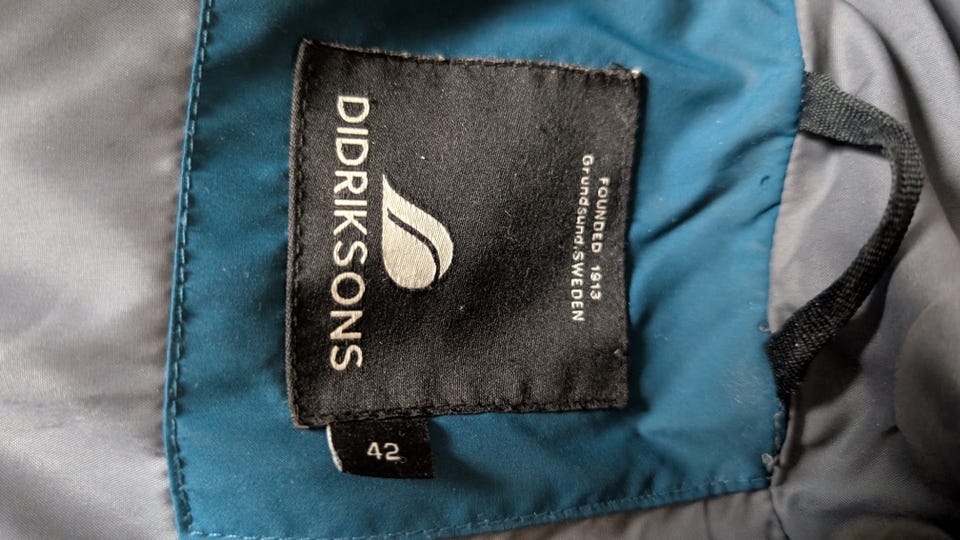 FOUNDED 1913
Grundsund.SWEDEN
DIDRIKSONS
42